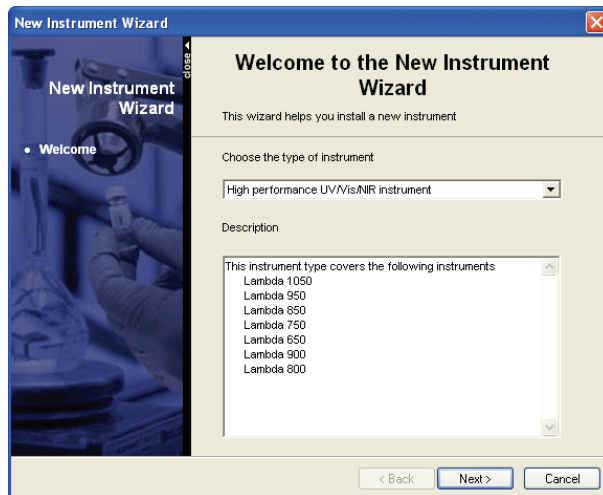 New Instrument Wizard
close
New Instrument
Wizard
• Welcome
Welcome to the New Instrument
Wizard
This wizard helps you install a new instrument
Choose the type of instrument
High performance UV/Vis/NIR instrument
Description
This instrument type covers the following instruments
Lambda 1050
Lambda 950
Lambda 850
Lambda 750
Lambda 650
Lambda 900
Lambda 800
< Back
Next >
Cancel